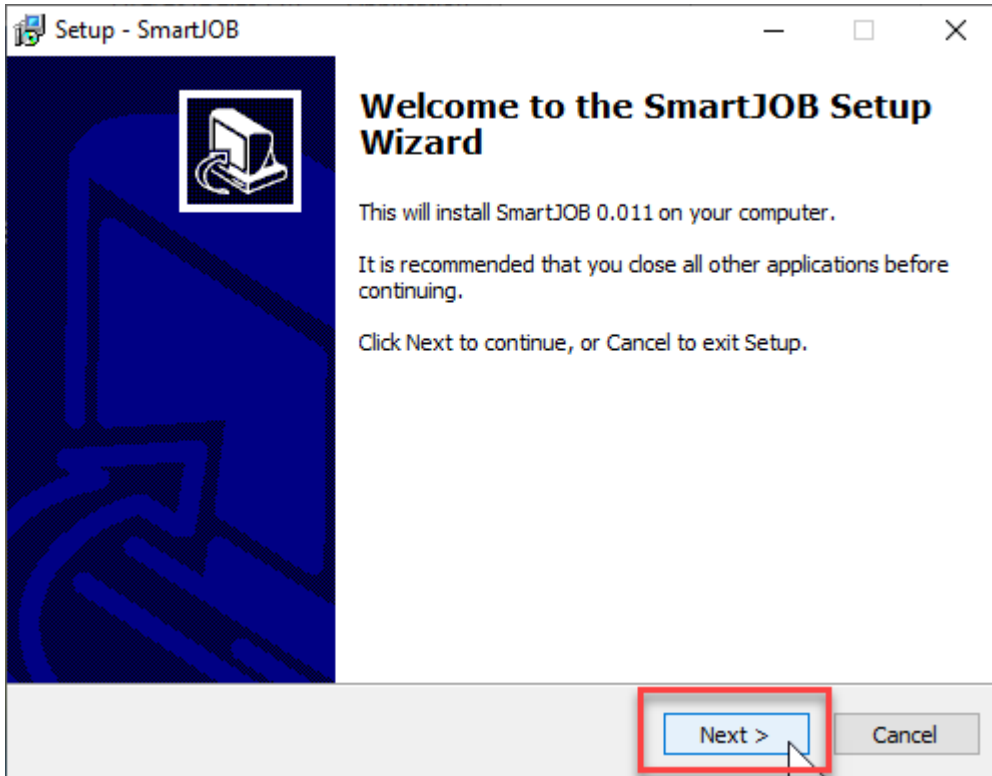 Setup - SmartJOB
Welcome to the SmartJOB Setup
Wizard
This will install SmartJOB 0.011 on your computer.
It is recommended that you close all other applications before
continuing.
Click Next to continue, or Cancel to exit Setup.
Next >
Cancel